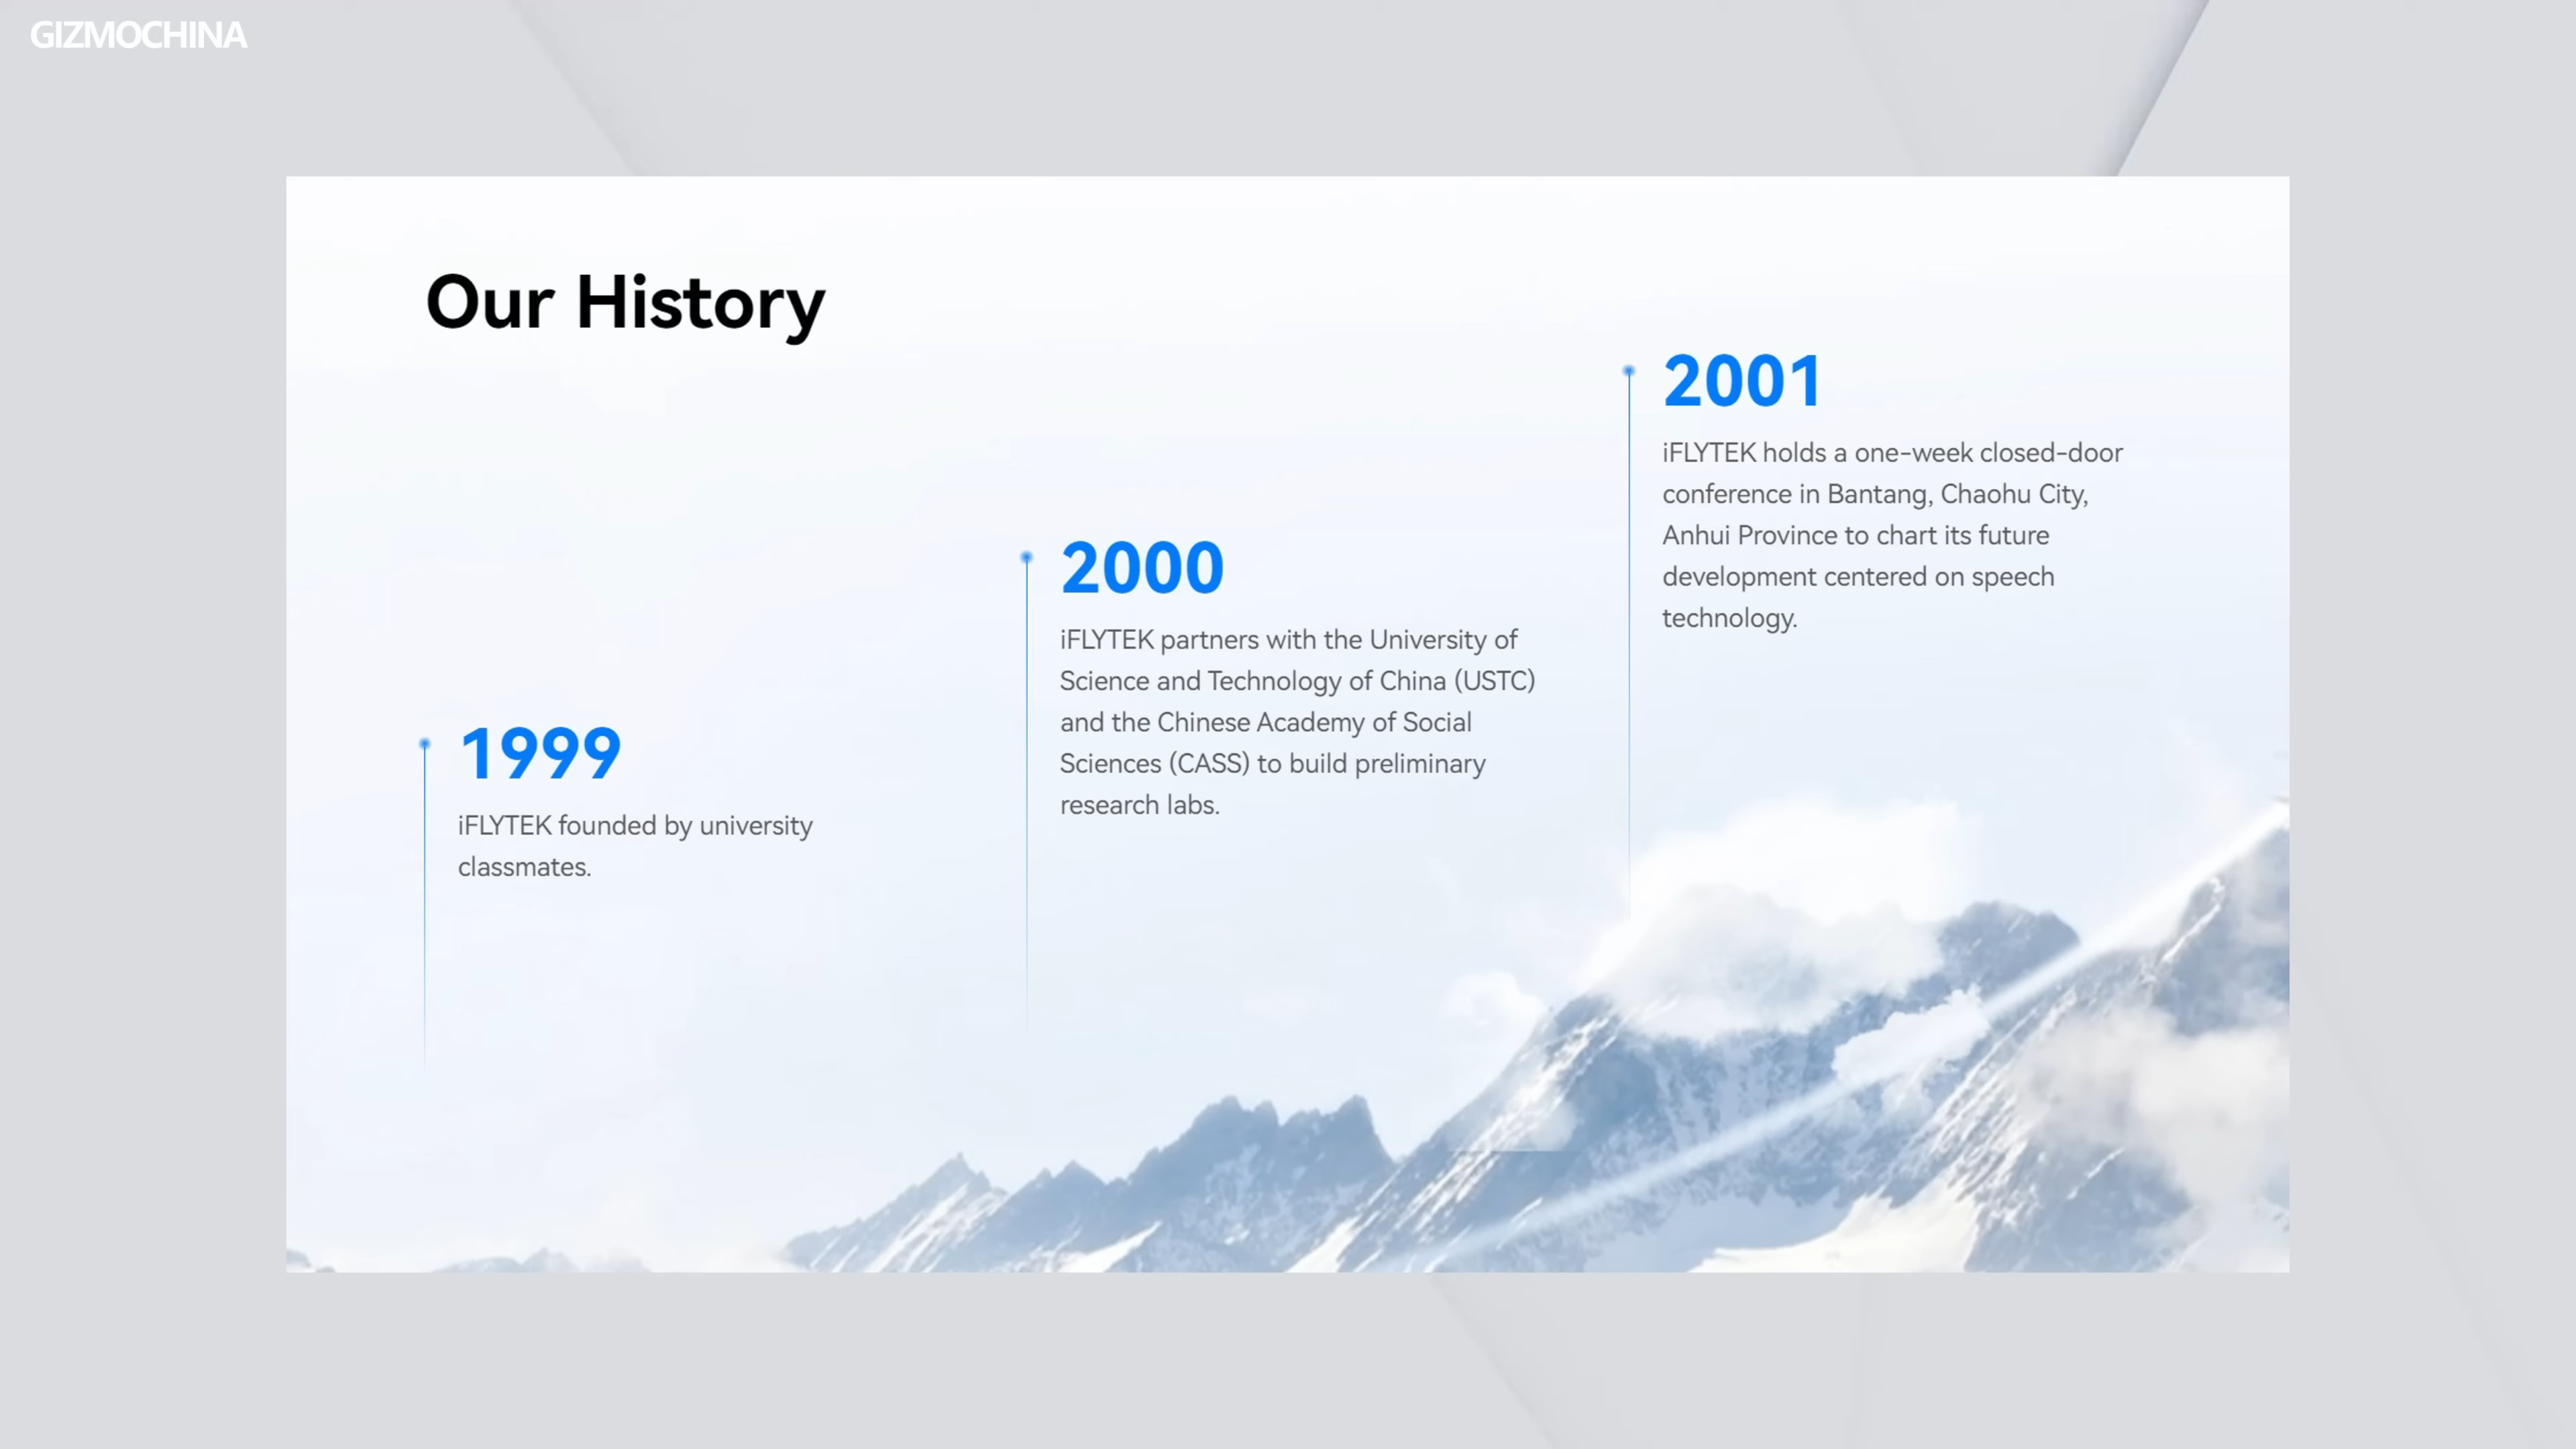 GIZMOCHINA
Our History
1999
iFLYTEK founded by university
classmates.
2000
iFLYTEK partners with the University of
Science and Technology of China (USTC)
and the Chinese Academy of Social
Sciences (CASS) to build preliminary
research labs.
2001
iFLYTEK holds a one-week closed-door
conference in Bantang, Chaohu City,
Anhui Province to chart its future
development centered on speech
technology.